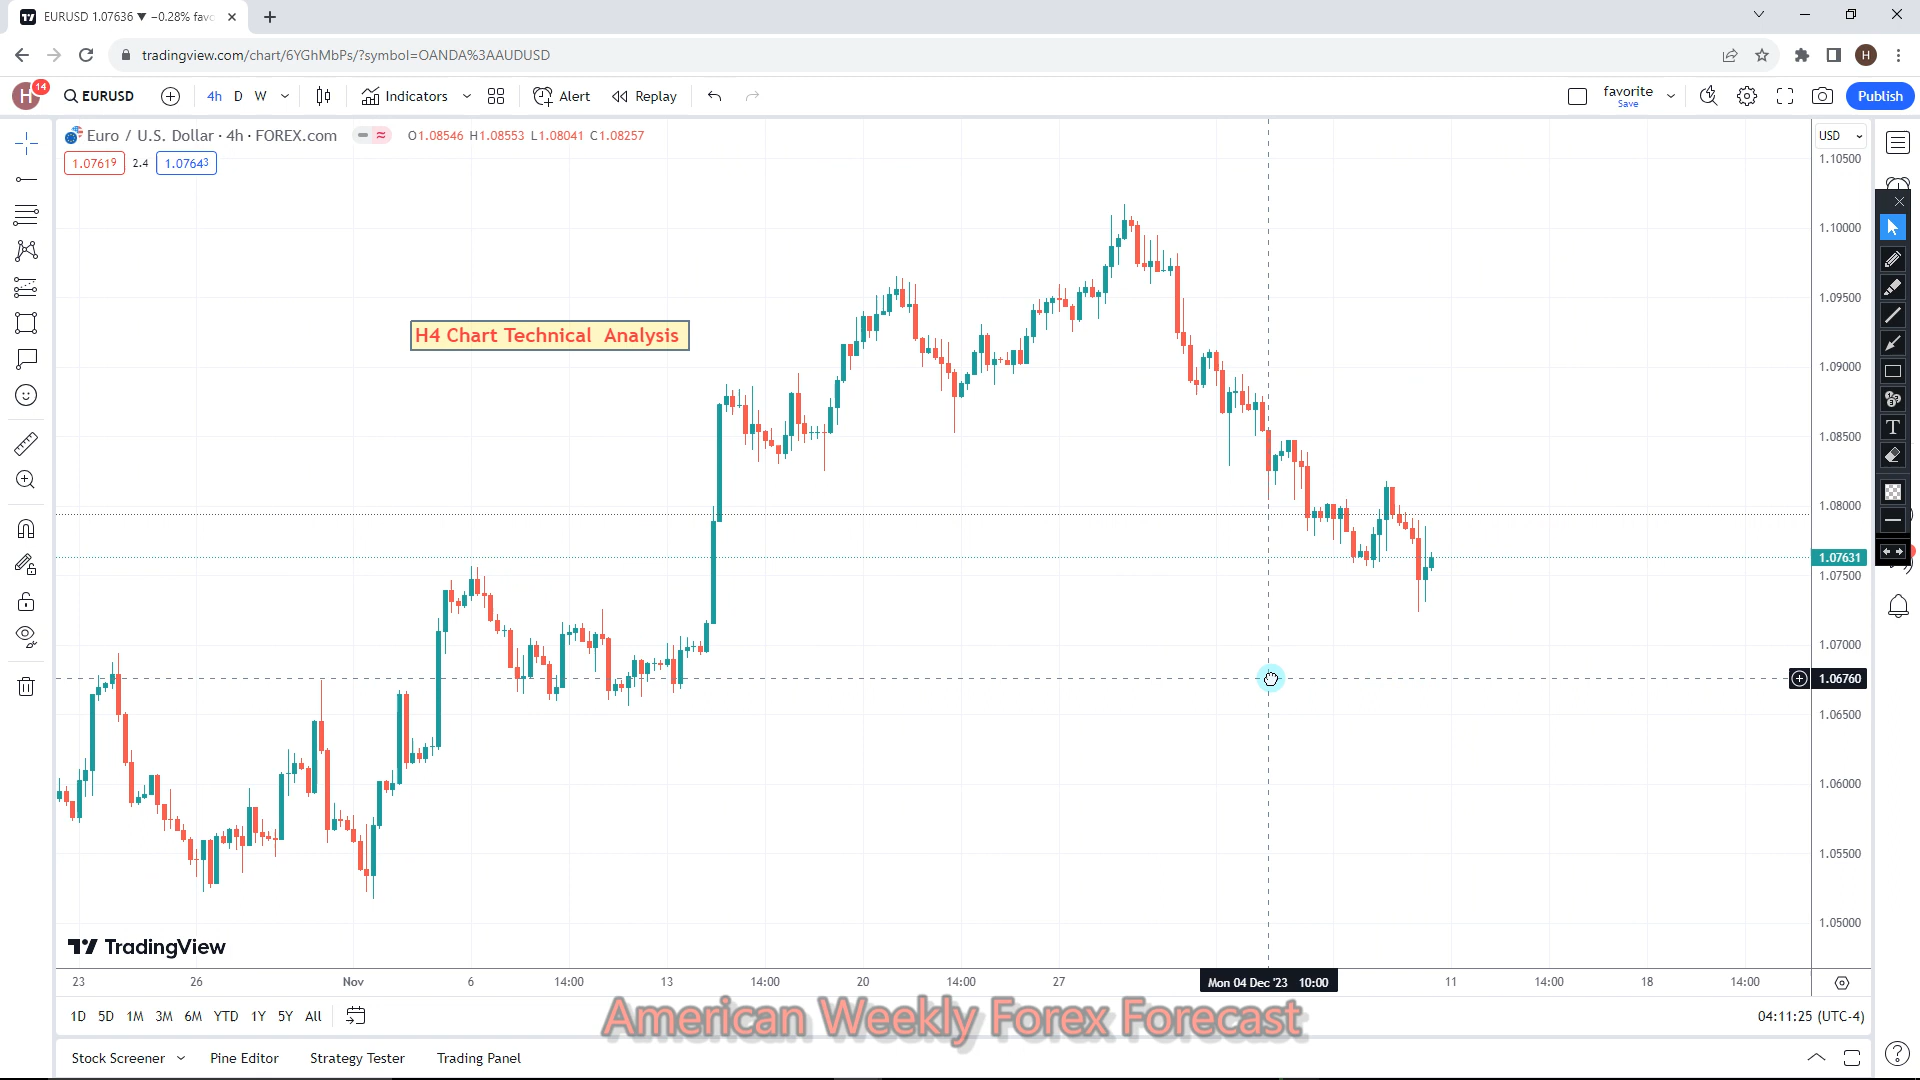 EURUSD 1.07636 ▼ −0.28% favo
tradingview.com/chart/6YGhMbPs/?symbol=OANDA%3AAUDUSD
H
H 14 EURUSD 4h D W Indicators Alert Replay favorite Save Publish
Euro / U.S. Dollar · 4h · FOREX.com O1.08546 H1.08553 L1.08041 C1.08257
USD
1.07619 2.4 1.07643
1.10500
1.10000
1.09500
H4 Chart Technical Analysis
1.09000
1.08500
T
1.08000
1.07631
1.07500
1.07000
1.06760
1.06500
1.06000
1.05500
1.05000
TradingView
23 26 Nov 6 14:00 13 14:00 20 14:00 27 Mon 04 Dec '23 10:00 11 14:00 18 14:00
1D 5D 1M 3M 6M YTD 1Y 5Y All 04:11:25 (UTC-4)
American Weekly Forex Forecast
Stock Screener Pine Editor Strategy Tester Trading Panel